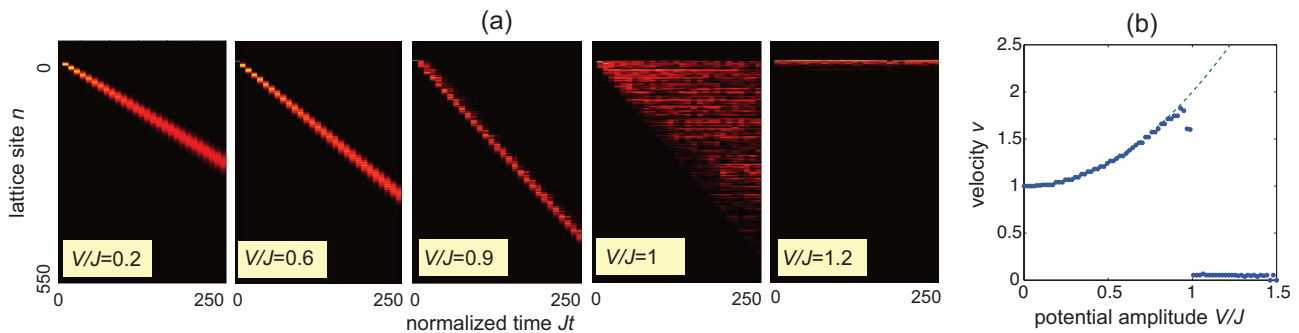 (a)
(b)
lattice site n
0
550
V/J=0.2
V/J=0.6
V/J=0.9
V/J=1
V/J=1.2
0 250
0 250
0 250
0 250
0 250
normalized time Jt
velocity v
2.5
2
1.5
1
0.5
0
0 0.5 1 1.5
potential amplitude V/J